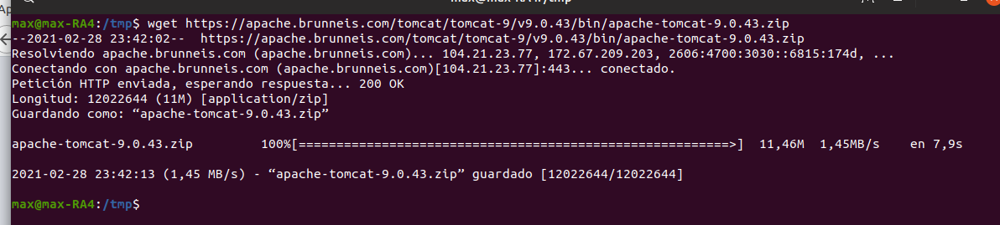 max@max-RA4:/tmp$ wget https://apache.brunneis.com/tomcat/tomcat-9/v9.0.43/bin/apache-tomcat-9.0.43.zip
--2021-02-28 23:42:02--  https://apache.brunneis.com/tomcat/tomcat-9/v9.0.43/bin/apache-tomcat-9.0.43.zip
Resolviendo apache.brunneis.com (apache.brunneis.com)... 104.21.23.77, 172.67.209.203, 2606:4700:3030::6815:174d, ...
Conectando con apache.brunneis.com (apache.brunneis.com)[104.21.23.77]:443... conectado.
Petición HTTP enviada, esperando respuesta... 200 OK
Longitud: 12022644 (11M) [application/zip]
Guardando como: “apache-tomcat-9.0.43.zip”
apache-tomcat-9.0.43.zip 100%[=========================================================>] 11,46M 1,45MB/s en 7,9s
2021-02-28 23:42:13 (1,45 MB/s) - “apache-tomcat-9.0.43.zip” guardado [12022644/12022644]
max@max-RA4:/tmp$